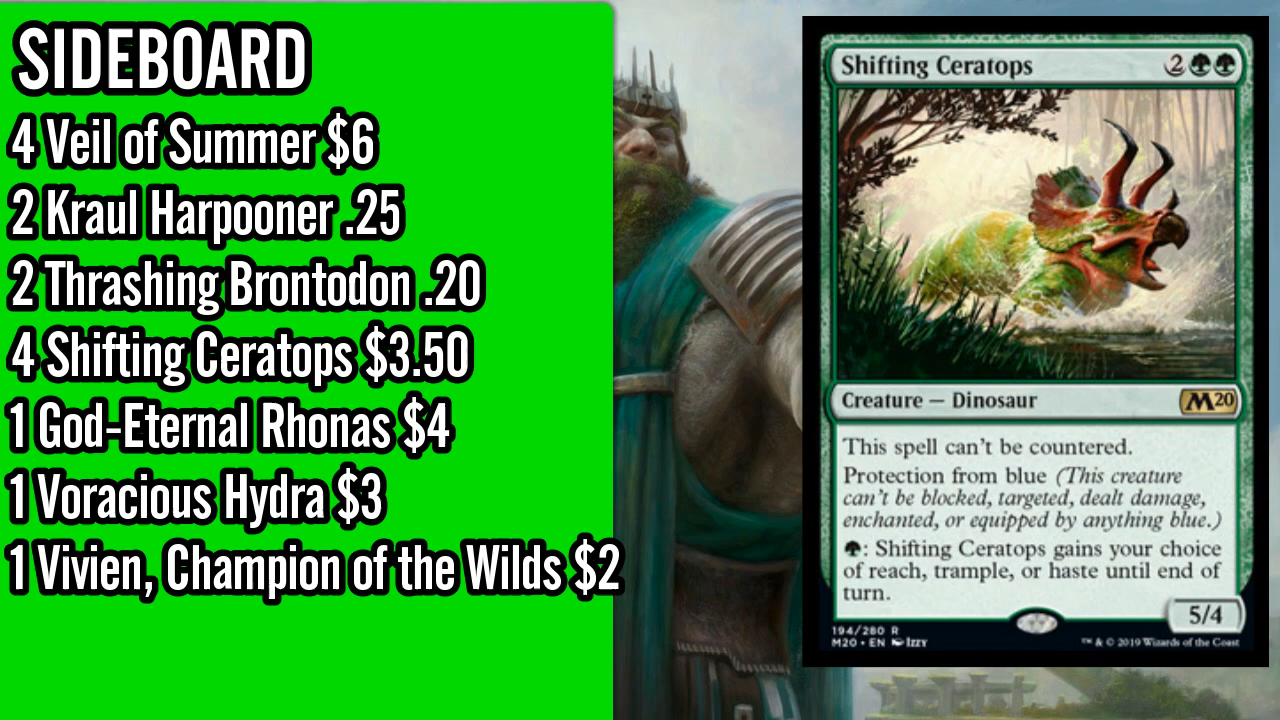 SIDEBOARD
4 Veil of Summer $6
2 Kraul Harpooner .25
2 Thrashing Brontodon .20
4 Shifting Ceratops $3.50
1 God-Eternal Rhonas $4
1 Voracious Hydra $3
1 Vivien, Champion of the Wilds $2
Shifting Ceratops 2
Creature — Dinosaur M20
This spell can't be countered.
Protection from blue (This creature
can't be blocked, targeted, dealt damage,
enchanted, or equipped by anything blue.)
: Shifting Ceratops gains your choice
of reach, trample, or haste until end of
turn.
5/4
194/280 R
M20 • EN Izzy
™ & © 2019 Wizards of the Coast